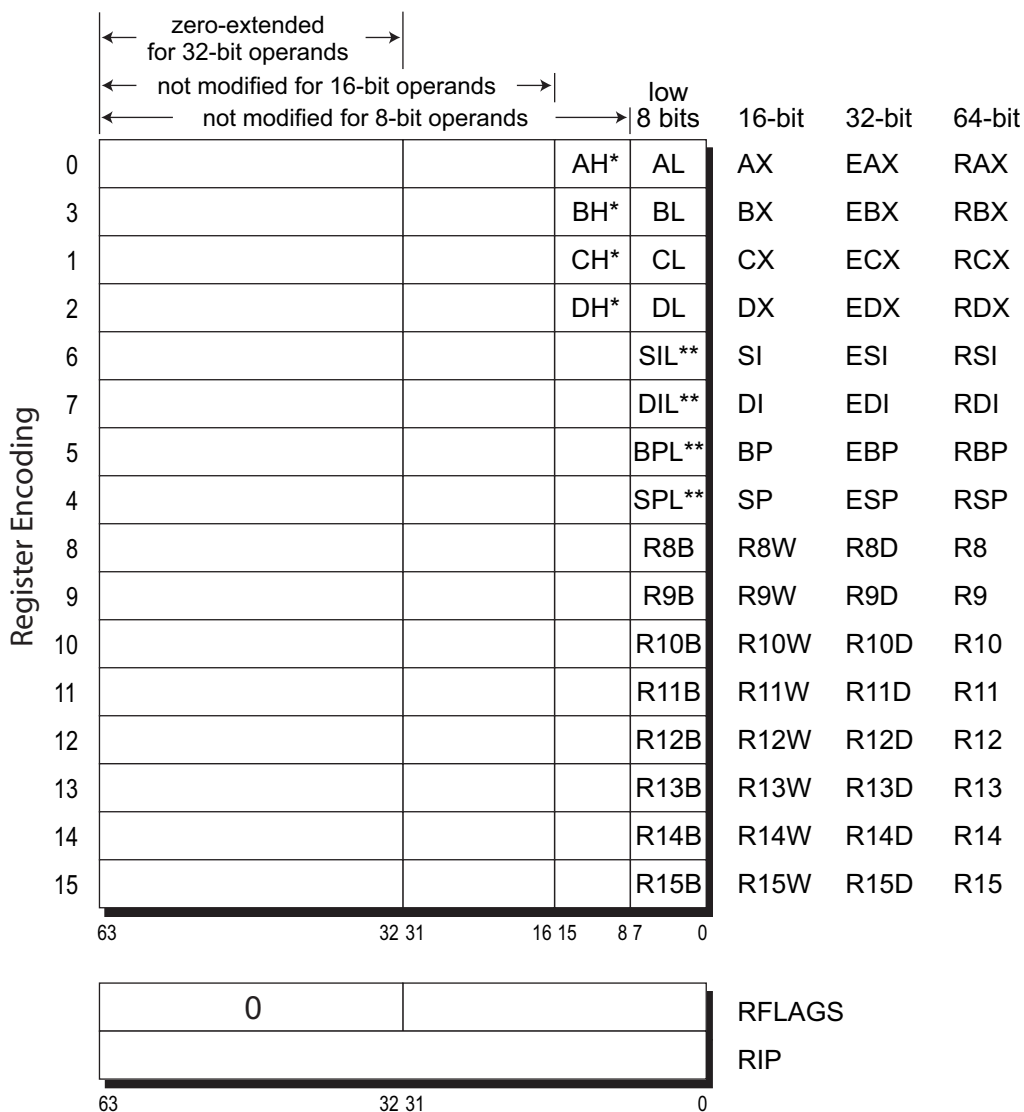 zero-extended
for 32-bit operands
not modified for 16-bit operands
low
not modified for 8-bit operands 8 bits 16-bit 32-bit 64-bit
0 AH* AL AX EAX RAX
3 BH* BL BX EBX RBX
1 CH* CL CX ECX RCX
2 DH* DL DX EDX RDX
6 SIL** SI ESI RSI
7 DIL** DI EDI RDI
5 BPL** BP EBP RBP
4 SPL** SP ESP RSP
8 R8B R8W R8D R8
9 R9B R9W R9D R9
10 R10B R10W R10D R10
11 R11B R11W R11D R11
12 R12B R12W R12D R12
13 R13B R13W R13D R13
14 R14B R14W R14D R14
15 R15B R15W R15D R15
Register Encoding
63 32 31 16 15 8 7 0
0 RFLAGS
RIP
63 32 31 0